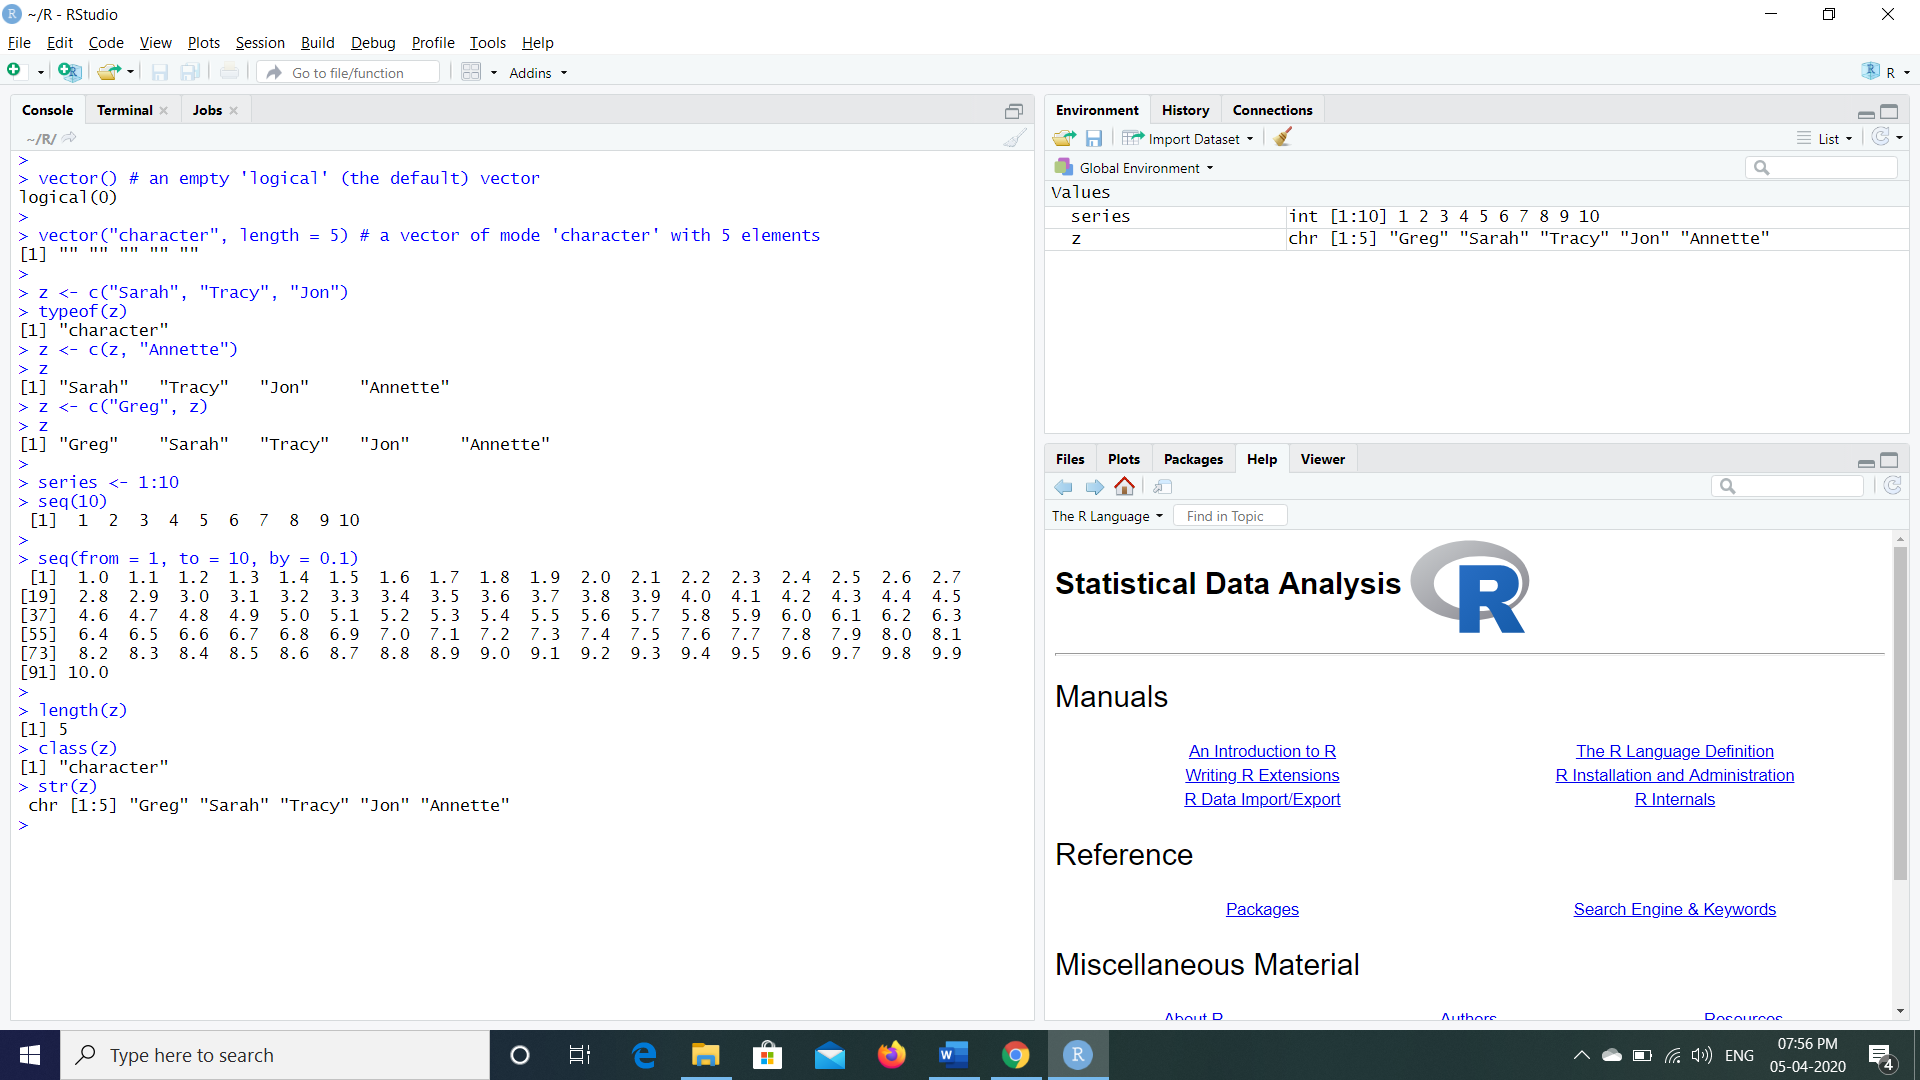 ~/R - RStudio
File Edit Code View Plots Session Build Debug Profile Tools Help
Go to file/function Addins R
Console Terminal Jobs
~/R/
>
> vector() # an empty 'logical' (the default) vector
logical(0)
>
> vector("character", length = 5) # a vector of mode 'character' with 5 elements
[1] "" "" "" "" ""
>
> z <- c("Sarah", "Tracy", "Jon")
> typeof(z)
[1] "character"
> z <- c(z, "Annette")
> z
[1] "Sarah"   "Tracy"   "Jon"     "Annette"
> z <- c("Greg", z)
> z
[1] "Greg"    "Sarah"   "Tracy"   "Jon"     "Annette"
>
> series <- 1:10
> seq(10)
 [1]  1  2  3  4  5  6  7  8  9 10
>
> seq(from = 1, to = 10, by = 0.1)
 [1]  1.0  1.1  1.2  1.3  1.4  1.5  1.6  1.7  1.8  1.9  2.0  2.1  2.2  2.3  2.4  2.5  2.6  2.7
[19]  2.8  2.9  3.0  3.1  3.2  3.3  3.4  3.5  3.6  3.7  3.8  3.9  4.0  4.1  4.2  4.3  4.4  4.5
[37]  4.6  4.7  4.8  4.9  5.0  5.1  5.2  5.3  5.4  5.5  5.6  5.7  5.8  5.9  6.0  6.1  6.2  6.3
[55]  6.4  6.5  6.6  6.7  6.8  6.9  7.0  7.1  7.2  7.3  7.4  7.5  7.6  7.7  7.8  7.9  8.0  8.1
[73]  8.2  8.3  8.4  8.5  8.6  8.7  8.8  8.9  9.0  9.1  9.2  9.3  9.4  9.5  9.6  9.7  9.8  9.9
[91] 10.0
>
> length(z)
[1] 5
> class(z)
[1] "character"
> str(z)
 chr [1:5] "Greg" "Sarah" "Tracy" "Jon" "Annette"
>
Environment History Connections
Import Dataset List
Global Environment
Values
series int [1:10] 1 2 3 4 5 6 7 8 9 10
z chr [1:5] "Greg" "Sarah" "Tracy" "Jon" "Annette"
Files Plots Packages Help Viewer
The R Language Find in Topic
Statistical Data Analysis R
Manuals
An Introduction to R The R Language Definition
Writing R Extensions R Installation and Administration
R Data Import/Export R Internals
Reference
Packages Search Engine & Keywords
Miscellaneous Material
About R Authors Resources
Type here to search
ENG 07:56 PM
05-04-2020
4